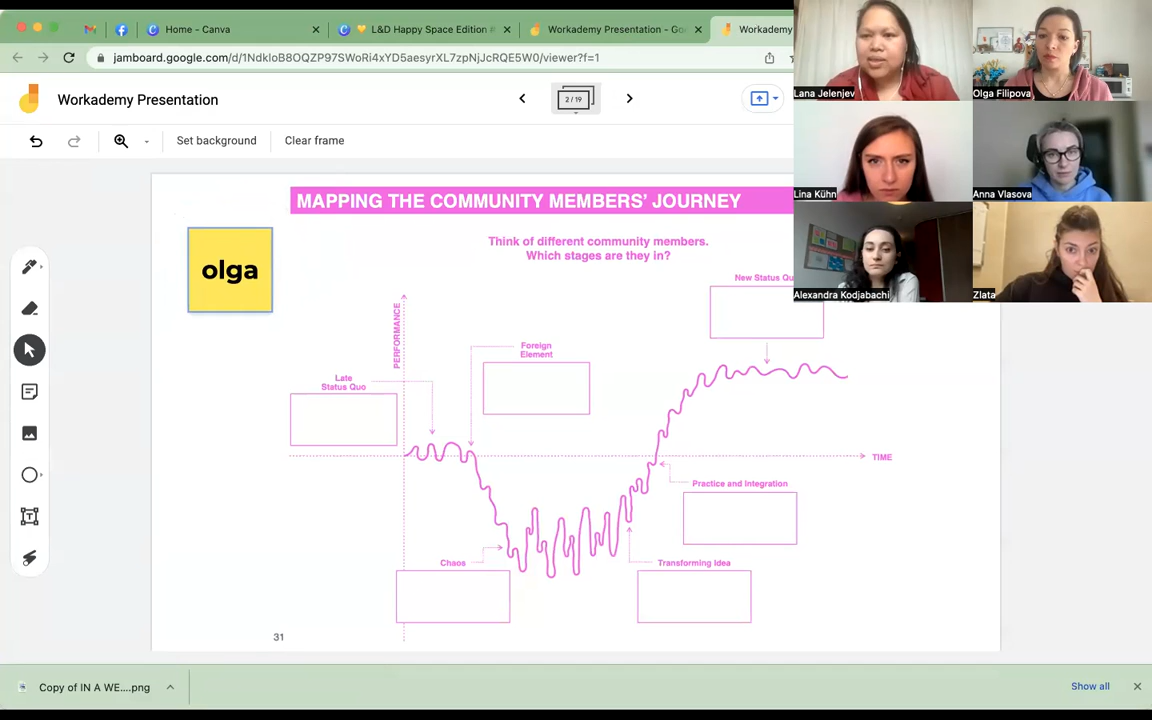 Home - Canva
L&D Happy Space Edition
Workademy Presentation - Go
Workademy
jamboard.google.com/d/1NdkloB8OQZP97SWoRi4xYD5aesyrXL7zpNjJcRQE5W0/viewer?f=1
Workademy Presentation
2 / 19
Set background
Clear frame
MAPPING THE COMMUNITY MEMBERS' JOURNEY
olga
Think of different community members.
Which stages are they in?
New Status Qu
PERFORMANCE
Foreign
Element
Late
Status Quo
TIME
Practice and Integration
Chaos
Transforming Idea
31
Lana Jelenjev
Olga Filipova
Lina Kühn
Anna Vlasova
Alexandra Kodjabachi
Zlata
Copy of IN A WE....png
Show all